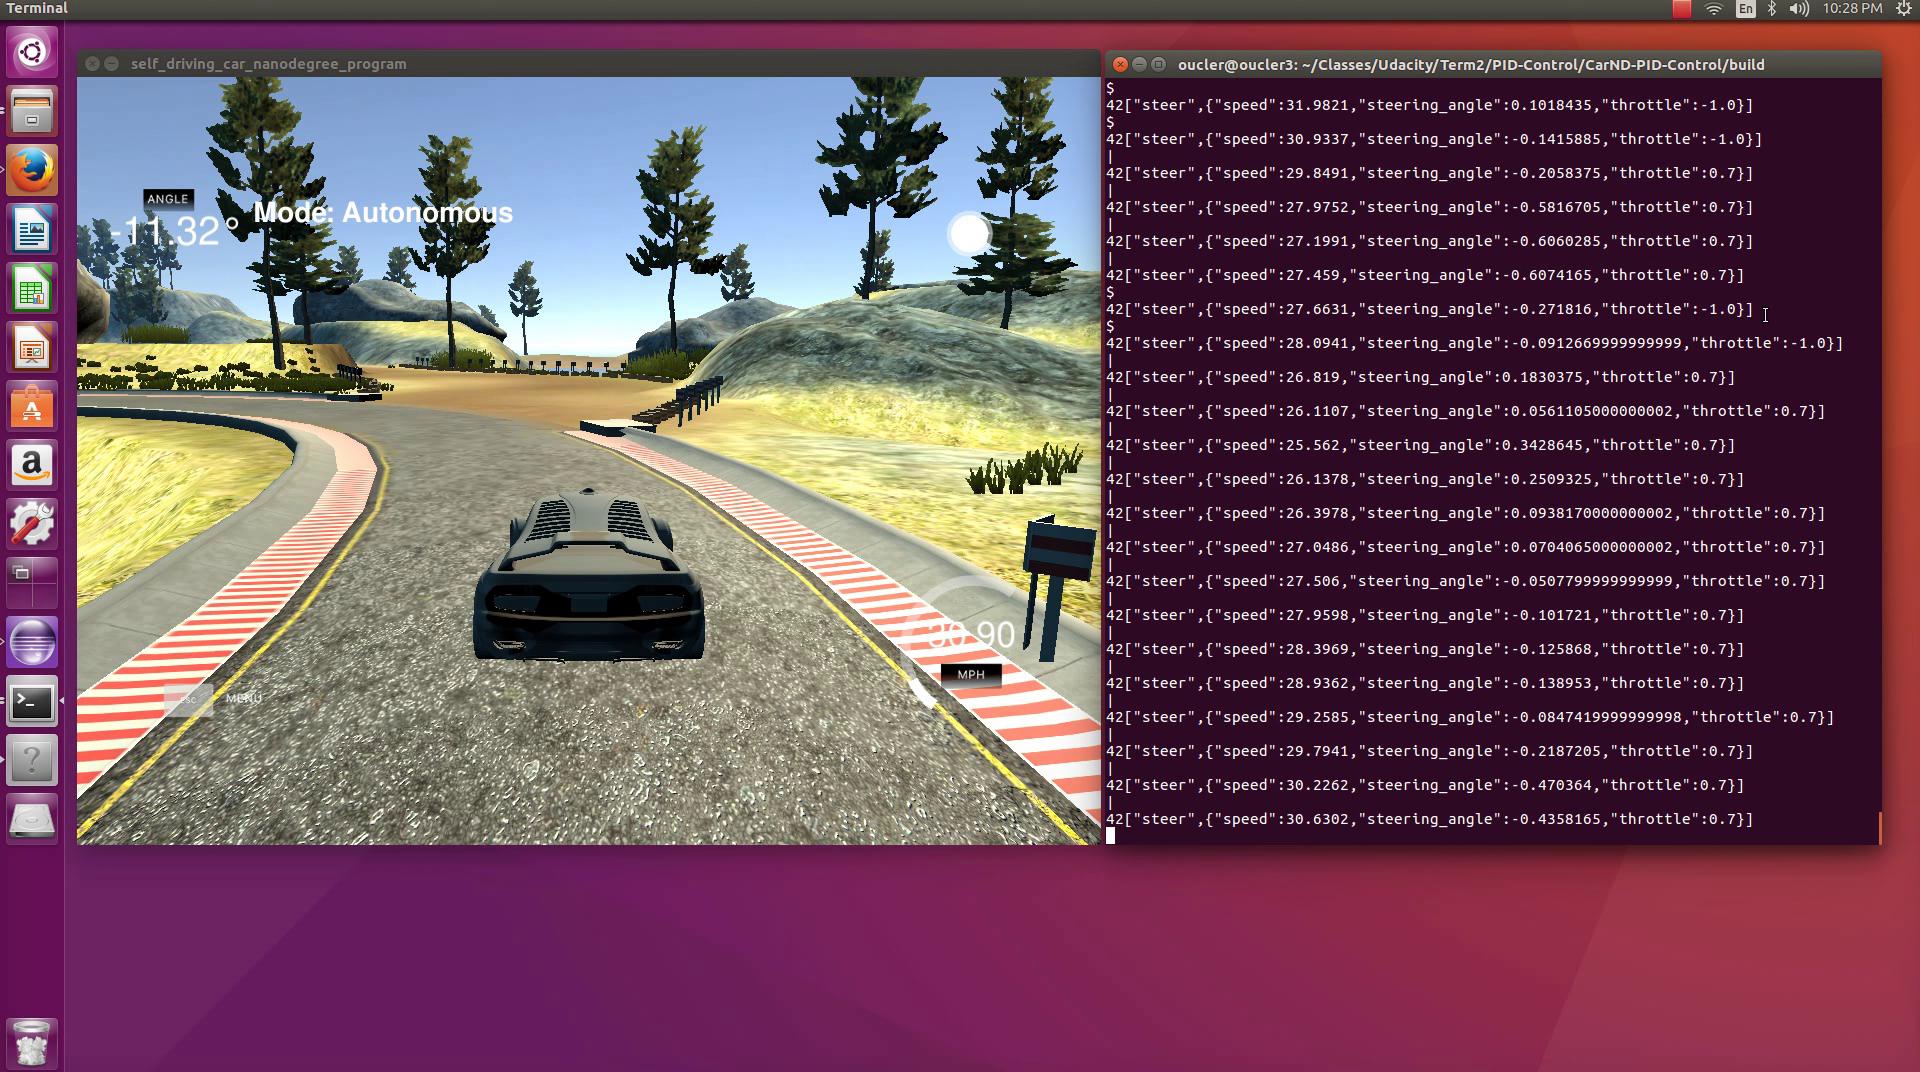 Terminal
En
10:28 PM
self_driving_car_nanodegree_program
ANGLE
-11.32°
Mode: Autonomous
30.90
MPH
esc
MENU
oucler@oucler3: ~/Classes/Udacity/Term2/PID-Control/CarND-PID-Control/build
$
42["steer",{"speed":31.9821,"steering_angle":0.1018435,"throttle":-1.0}]
$
42["steer",{"speed":30.9337,"steering_angle":-0.1415885,"throttle":-1.0}]
|
42["steer",{"speed":29.8491,"steering_angle":-0.2058375,"throttle":0.7}]
|
42["steer",{"speed":27.9752,"steering_angle":-0.5816705,"throttle":0.7}]
|
42["steer",{"speed":27.1991,"steering_angle":-0.6060285,"throttle":0.7}]
|
42["steer",{"speed":27.459,"steering_angle":-0.6074165,"throttle":0.7}]
$
42["steer",{"speed":27.6631,"steering_angle":-0.271816,"throttle":-1.0}]
$
42["steer",{"speed":28.0941,"steering_angle":-0.0912669999999999,"throttle":-1.0}]
|
42["steer",{"speed":26.819,"steering_angle":0.1830375,"throttle":0.7}]
|
42["steer",{"speed":26.1107,"steering_angle":0.0561105000000002,"throttle":0.7}]
|
42["steer",{"speed":25.562,"steering_angle":0.3428645,"throttle":0.7}]
|
42["steer",{"speed":26.1378,"steering_angle":0.2509325,"throttle":0.7}]
|
42["steer",{"speed":26.3978,"steering_angle":0.0938170000000002,"throttle":0.7}]
|
42["steer",{"speed":27.0486,"steering_angle":0.0704065000000002,"throttle":0.7}]
|
42["steer",{"speed":27.506,"steering_angle":-0.0507799999999999,"throttle":0.7}]
|
42["steer",{"speed":27.9598,"steering_angle":-0.101721,"throttle":0.7}]
|
42["steer",{"speed":28.3969,"steering_angle":-0.125868,"throttle":0.7}]
|
42["steer",{"speed":28.9362,"steering_angle":-0.138953,"throttle":0.7}]
|
42["steer",{"speed":29.2585,"steering_angle":-0.0847419999999998,"throttle":0.7}]
|
42["steer",{"speed":29.7941,"steering_angle":-0.2187205,"throttle":0.7}]
|
42["steer",{"speed":30.2262,"steering_angle":-0.470364,"throttle":0.7}]
|
42["steer",{"speed":30.6302,"steering_angle":-0.4358165,"throttle":0.7}]